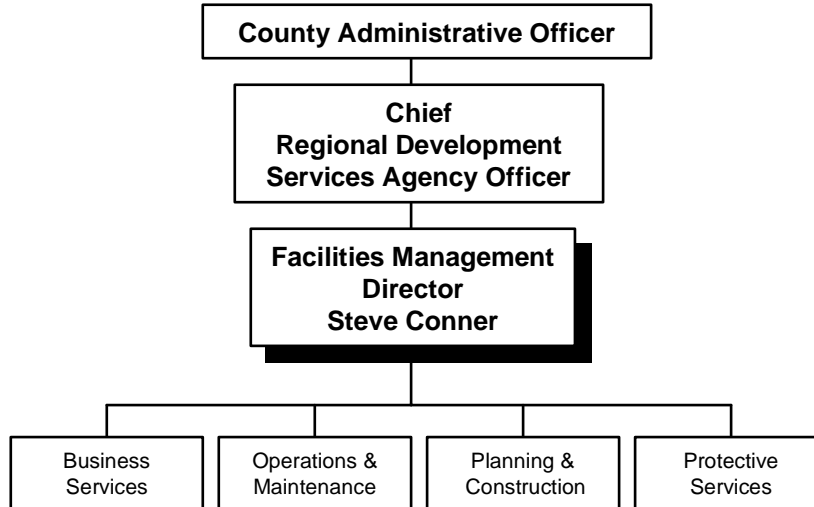 County Administrative Officer
Chief
Regional Development
Services Agency Officer
Facilities Management
Director
Steve Conner
Business
Services
Operations &
Maintenance
Planning &
Construction
Protective
Services